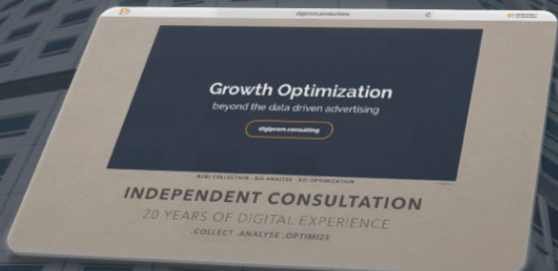 digiprom.productions
Growth Optimization
beyond the data driven advertising
digiprom.consulting
INDEPENDENT CONSULTATION
20 YEARS OF DIGITAL EXPERIENCE
.COLLECT .ANALYSE .OPTIMIZE